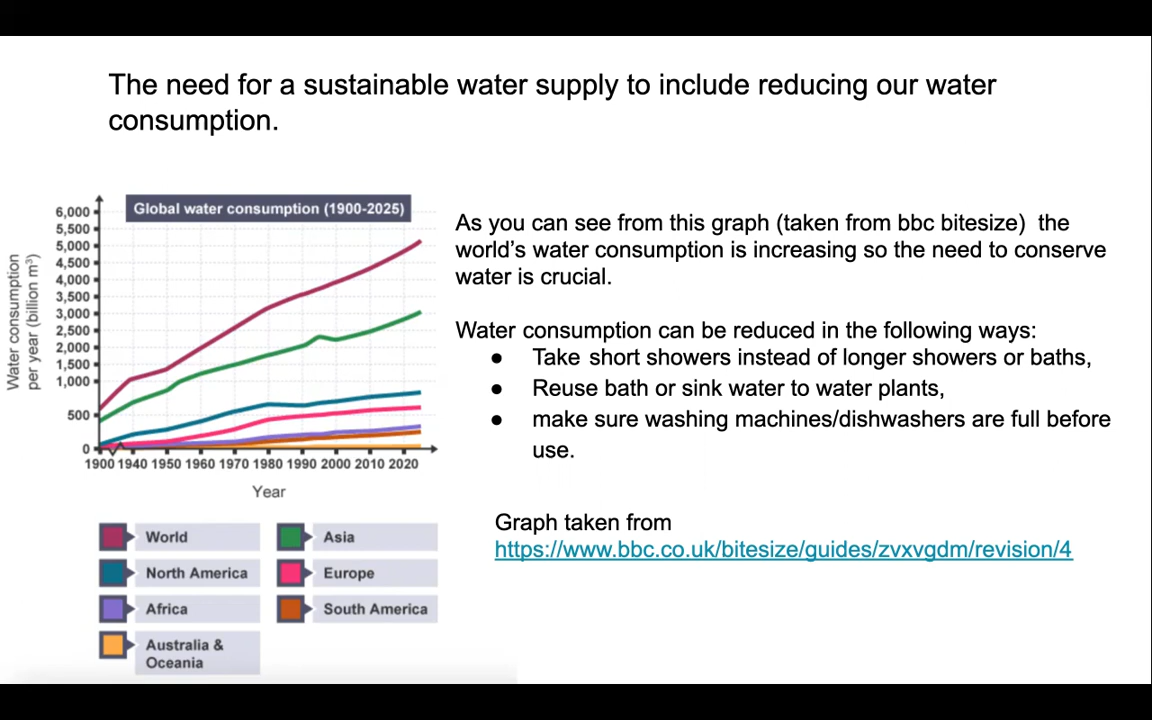 The need for a sustainable water supply to include reducing our water
consumption.
Global water consumption (1900-2025)
Water consumption
per year (billion m³)
6,000
5,500
5,000
4,500
4,000
3,500
3,000
2,500
2,000
1,500
1,000
500
0
1900 1940 1950 1960 1970 1980 1990 2000 2010 2020
Year
World
Asia
North America
Europe
Africa
South America
Australia &
Oceania
As you can see from this graph (taken from bbc bitesize) the
world's water consumption is increasing so the need to conserve
water is crucial.
Water consumption can be reduced in the following ways:
● Take short showers instead of longer showers or baths,
● Reuse bath or sink water to water plants,
● make sure washing machines/dishwashers are full before
use.
Graph taken from
https://www.bbc.co.uk/bitesize/guides/zvxvgdm/revision/4